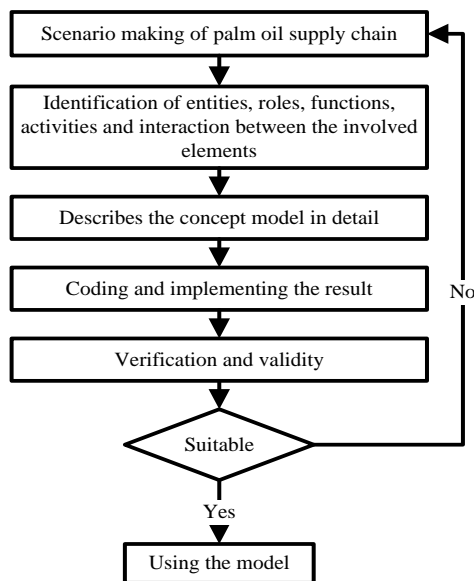 Scenario making of palm oil supply chain
Identification of entities, roles, functions,
activities and interaction between the involved
elements
Describes the concept model in detail
Coding and implementing the result
No
Verification and validity
Suitable
Yes
Using the model